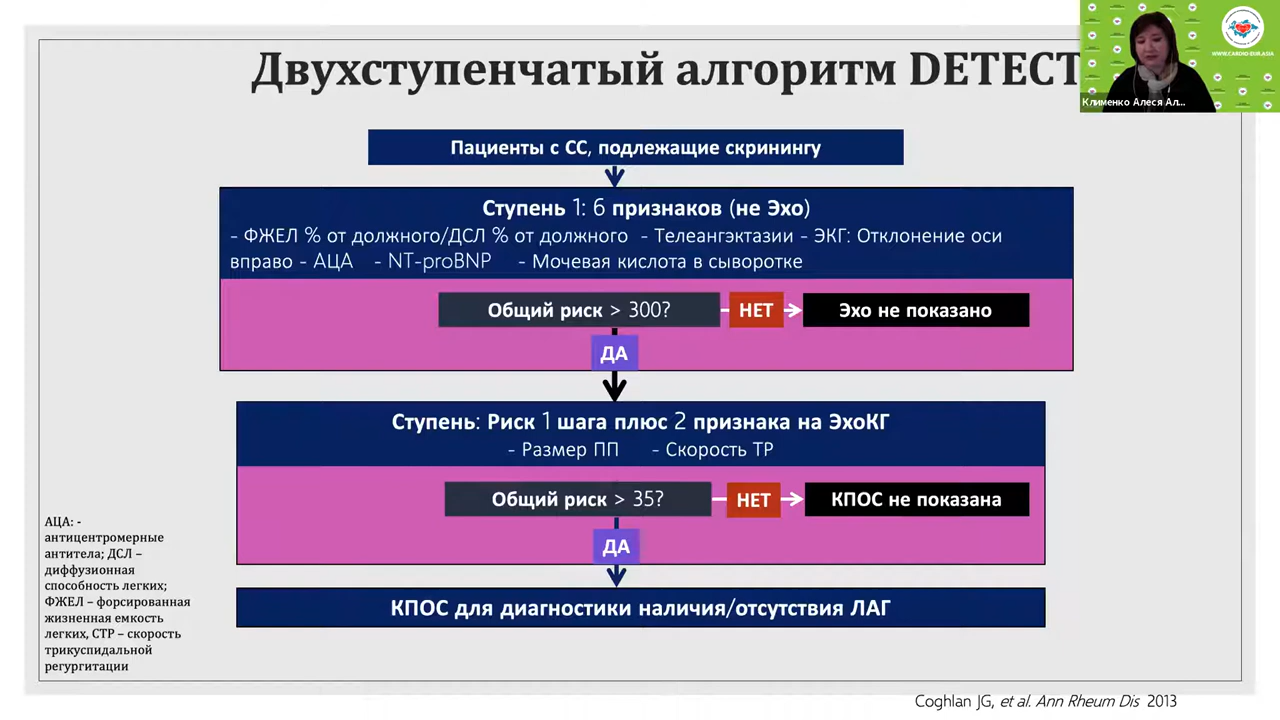 Двухступенчатый алгоритм DETECT
WWW.CARDIO-EUR.ASIA
Клименко Алеся Ал...
Пациенты с СС, подлежащие скринингу
Ступень 1: 6 признаков (не Эхо)
- ФЖЕЛ % от должного/ДСЛ % от должного - Телеангэктазии - ЭКГ: Отклонение оси
вправо - АЦА - NT-proBNP - Мочевая кислота в сыворотке
Общий риск > 300?
НЕТ
Эхо не показано
ДА
Ступень: Риск 1 шага плюс 2 признака на ЭхоКГ
- Размер ПП - Скорость ТР
Общий риск > 35?
НЕТ
КПОС не показана
ДА
КПОС для диагностики наличия/отсутствия ЛАГ
АЦА: -
антицентромерные
антитела; ДСЛ –
диффузионная
способность легких;
ФЖЕЛ – форсированная
жизненная емкость
легких, СТР – скорость
трикуспидальной
регургитации
Coghlan JG, et al. Ann Rheum Dis 2013